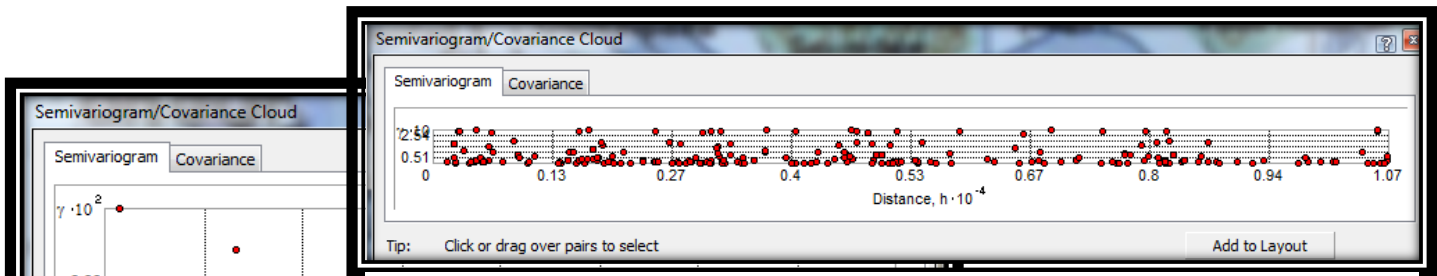 Semivariogram/Covariance Cloud
Semivariogram Covariance
2.54
0.51
0 0.13 0.27 0.4 0.53 0.67 0.8 0.94 1.07
Distance, h·10⁻⁴
Tip: Click or drag over pairs to select Add to Layout
Semivariogram/Covariance Cloud
Semivariogram Covariance
γ·10²